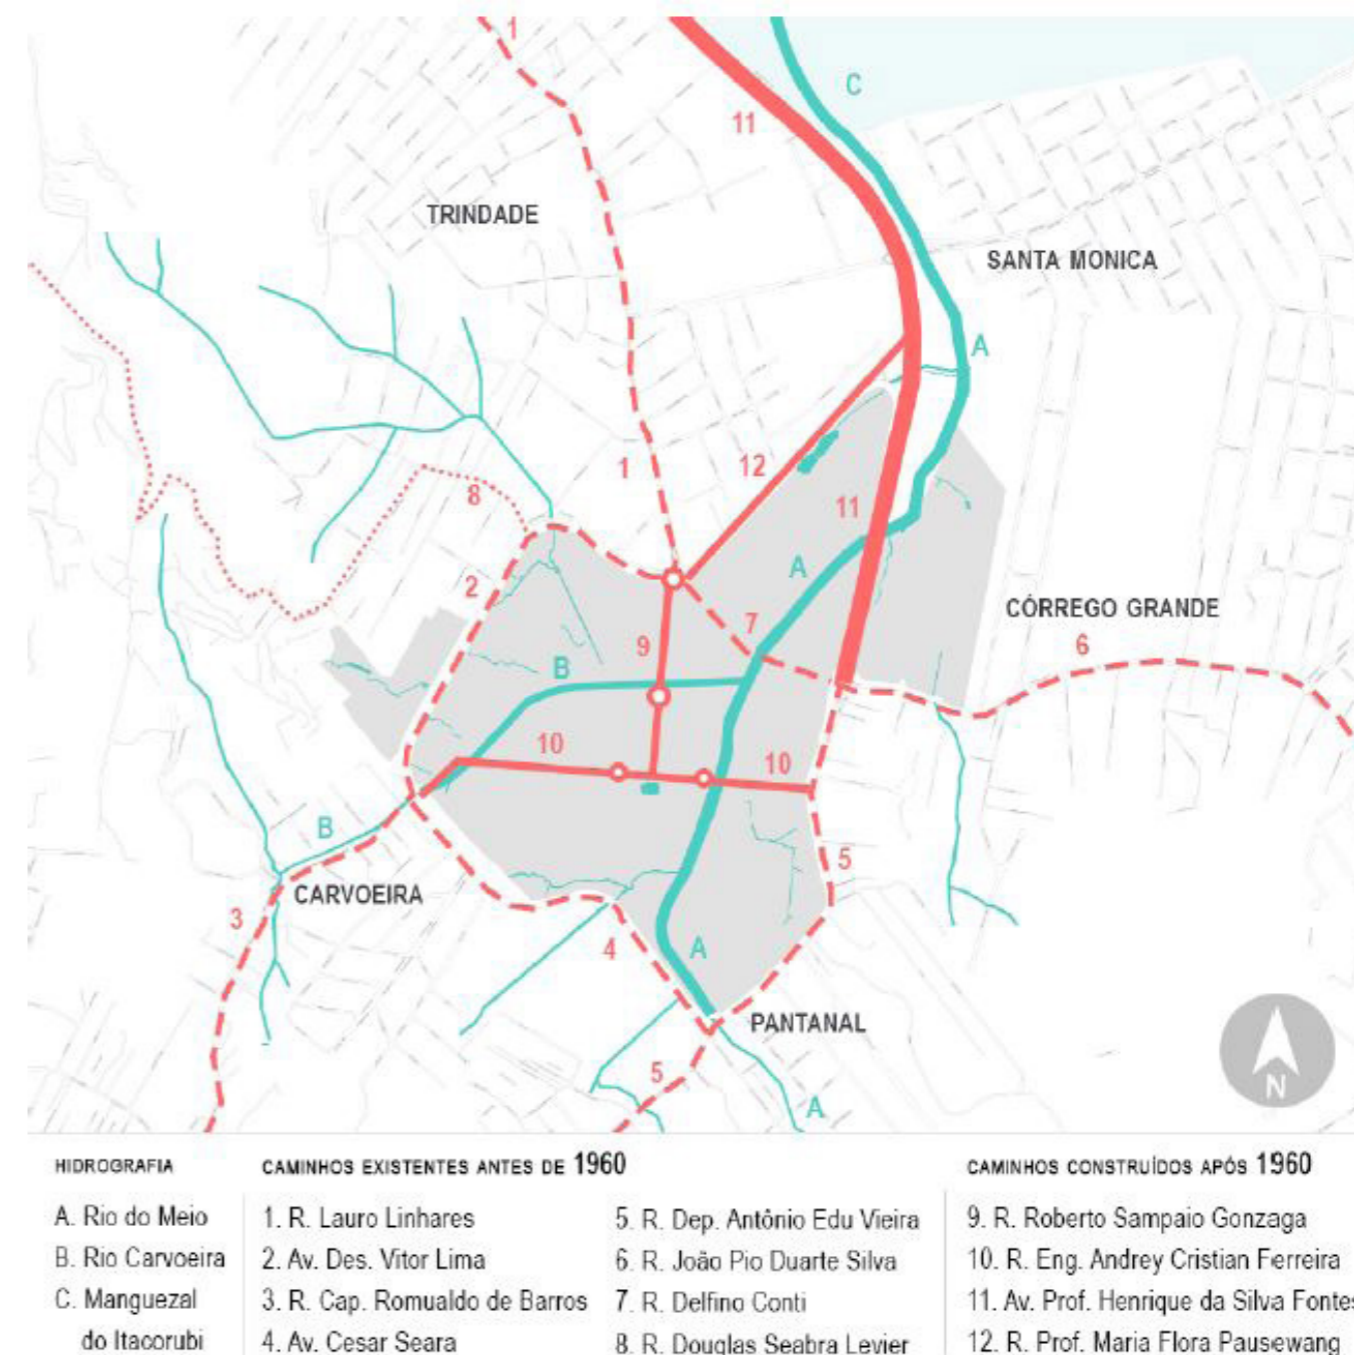 1
C
11
TRINDADE
SANTA MONICA
A
1
12
8
11
2
A
CÓRREGO GRANDE
7
9
6
B
10
10
B
5
CARVOEIRA
3
4
A
PANTANAL
5
A
N
HIDROGRAFIA
A. Rio do Meio
B. Rio Carvoeira
C. Manguezal
do Itacorubi
CAMINHOS EXISTENTES ANTES DE 1960
1. R. Lauro Linhares
2. Av. Des. Vitor Lima
3. R. Cap. Romualdo de Barros
4. Av. Cesar Seara
5. R. Dep. Antônio Edu Vieira
6. R. João Pio Duarte Silva
7. R. Delfino Conti
8. R. Douglas Seabra Levier
CAMINHOS CONSTRUÍDOS APÓS 1960
9. R. Roberto Sampaio Gonzaga
10. R. Eng. Andrey Cristian Ferreira
11. Av. Prof. Henrique da Silva Fontes
12. R. Prof. Maria Flora Pausewang